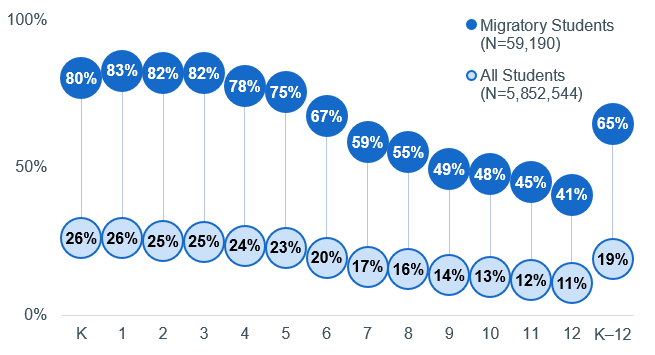 100%
Migratory Students
(N=59,190)
All Students
(N=5,852,544)
80% 83% 82% 82% 78% 75% 67% 59% 55% 49% 48% 45% 41% 65%
50%
26% 26% 25% 25% 24% 23% 20% 17% 16% 14% 13% 12% 11% 19%
0%
K 1 2 3 4 5 6 7 8 9 10 11 12 K–12